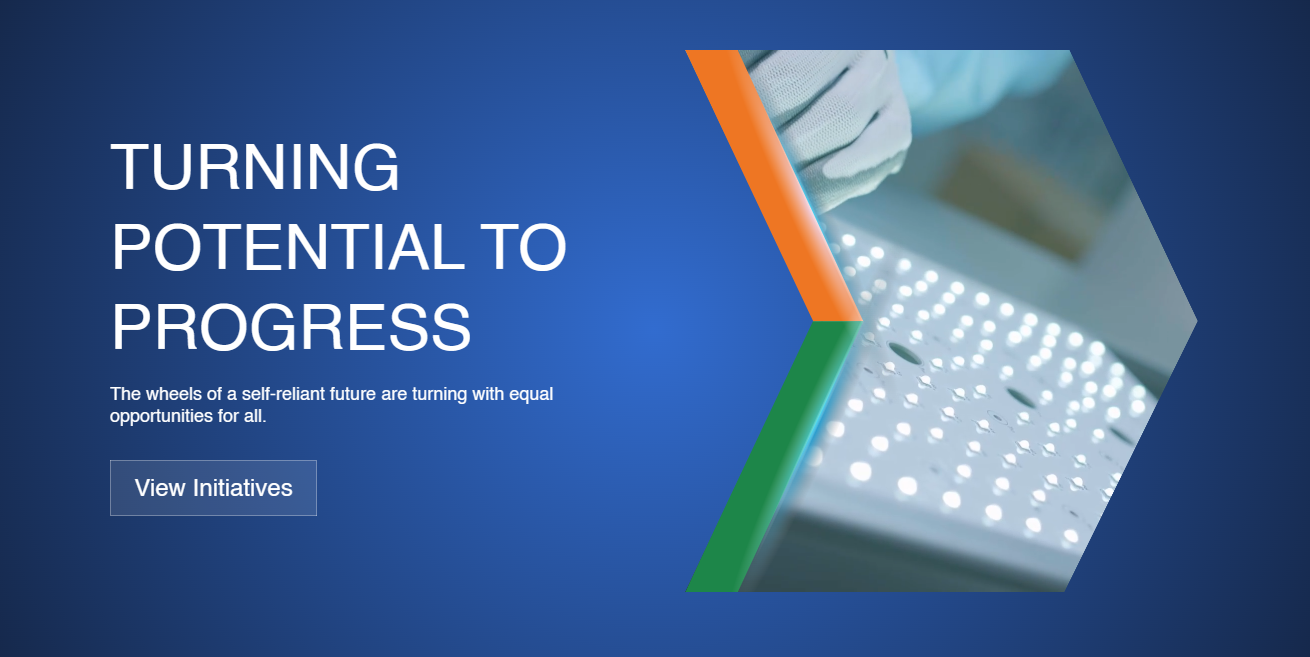 TURNING
POTENTIAL TO
PROGRESS
The wheels of a self-reliant future are turning with equal
opportunities for all.
View Initiatives